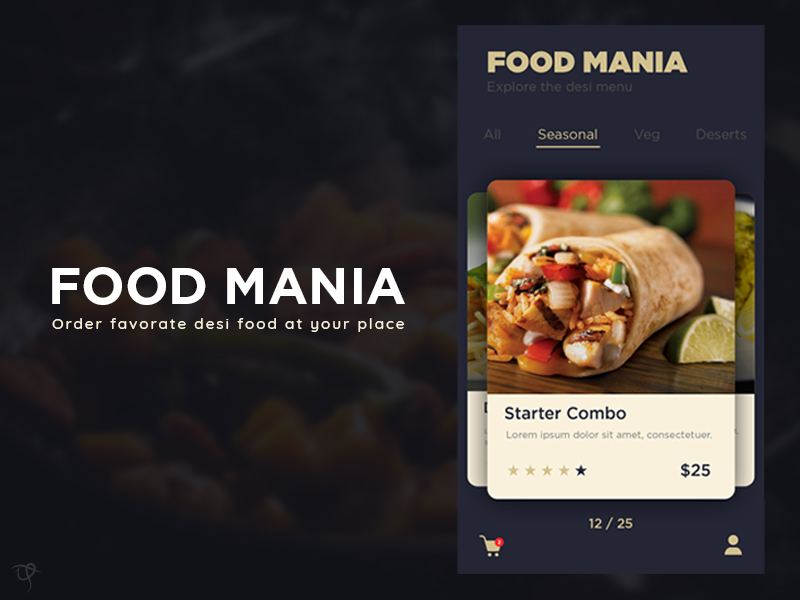 FOOD MANIA
Order favorate desi food at your place
FOOD MANIA
Explore the desi menu
All Seasonal Veg Deserts
Starter Combo
Lorem ipsum dolor sit amet, consectetuer.
$25
12 / 25